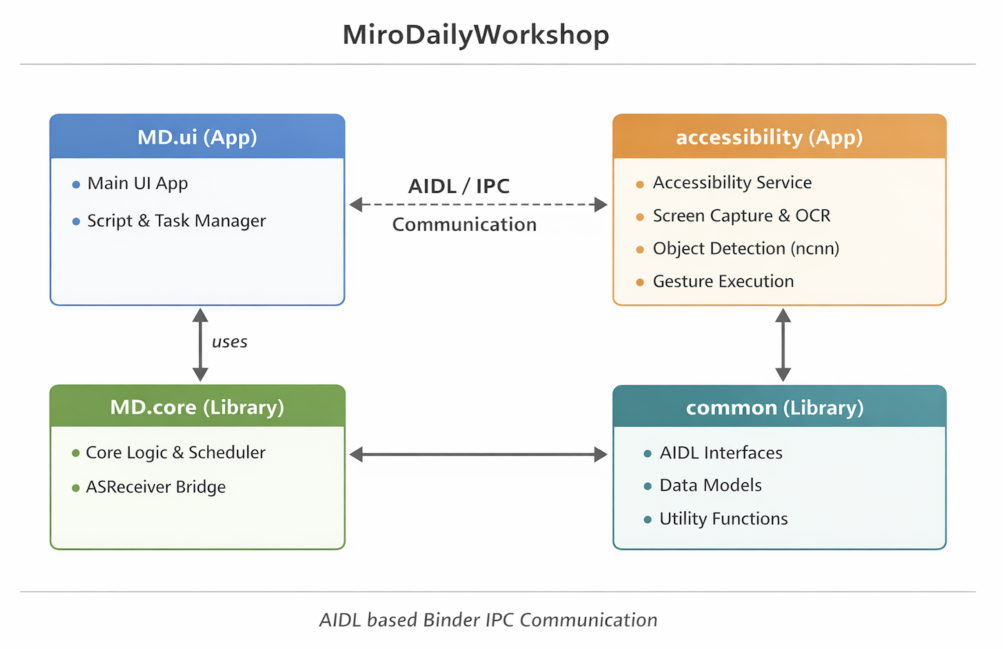 MiroDailyWorkshop
MD.ui (App)
Main UI App
Script & Task Manager
AIDL / IPC
Communication
accessibility (App)
Accessibility Service
Screen Capture & OCR
Object Detection (ncnn)
Gesture Execution
uses
MD.core (Library)
Core Logic & Scheduler
ASReceiver Bridge
common (Library)
AIDL Interfaces
Data Models
Utility Functions
AIDL based Binder IPC Communication